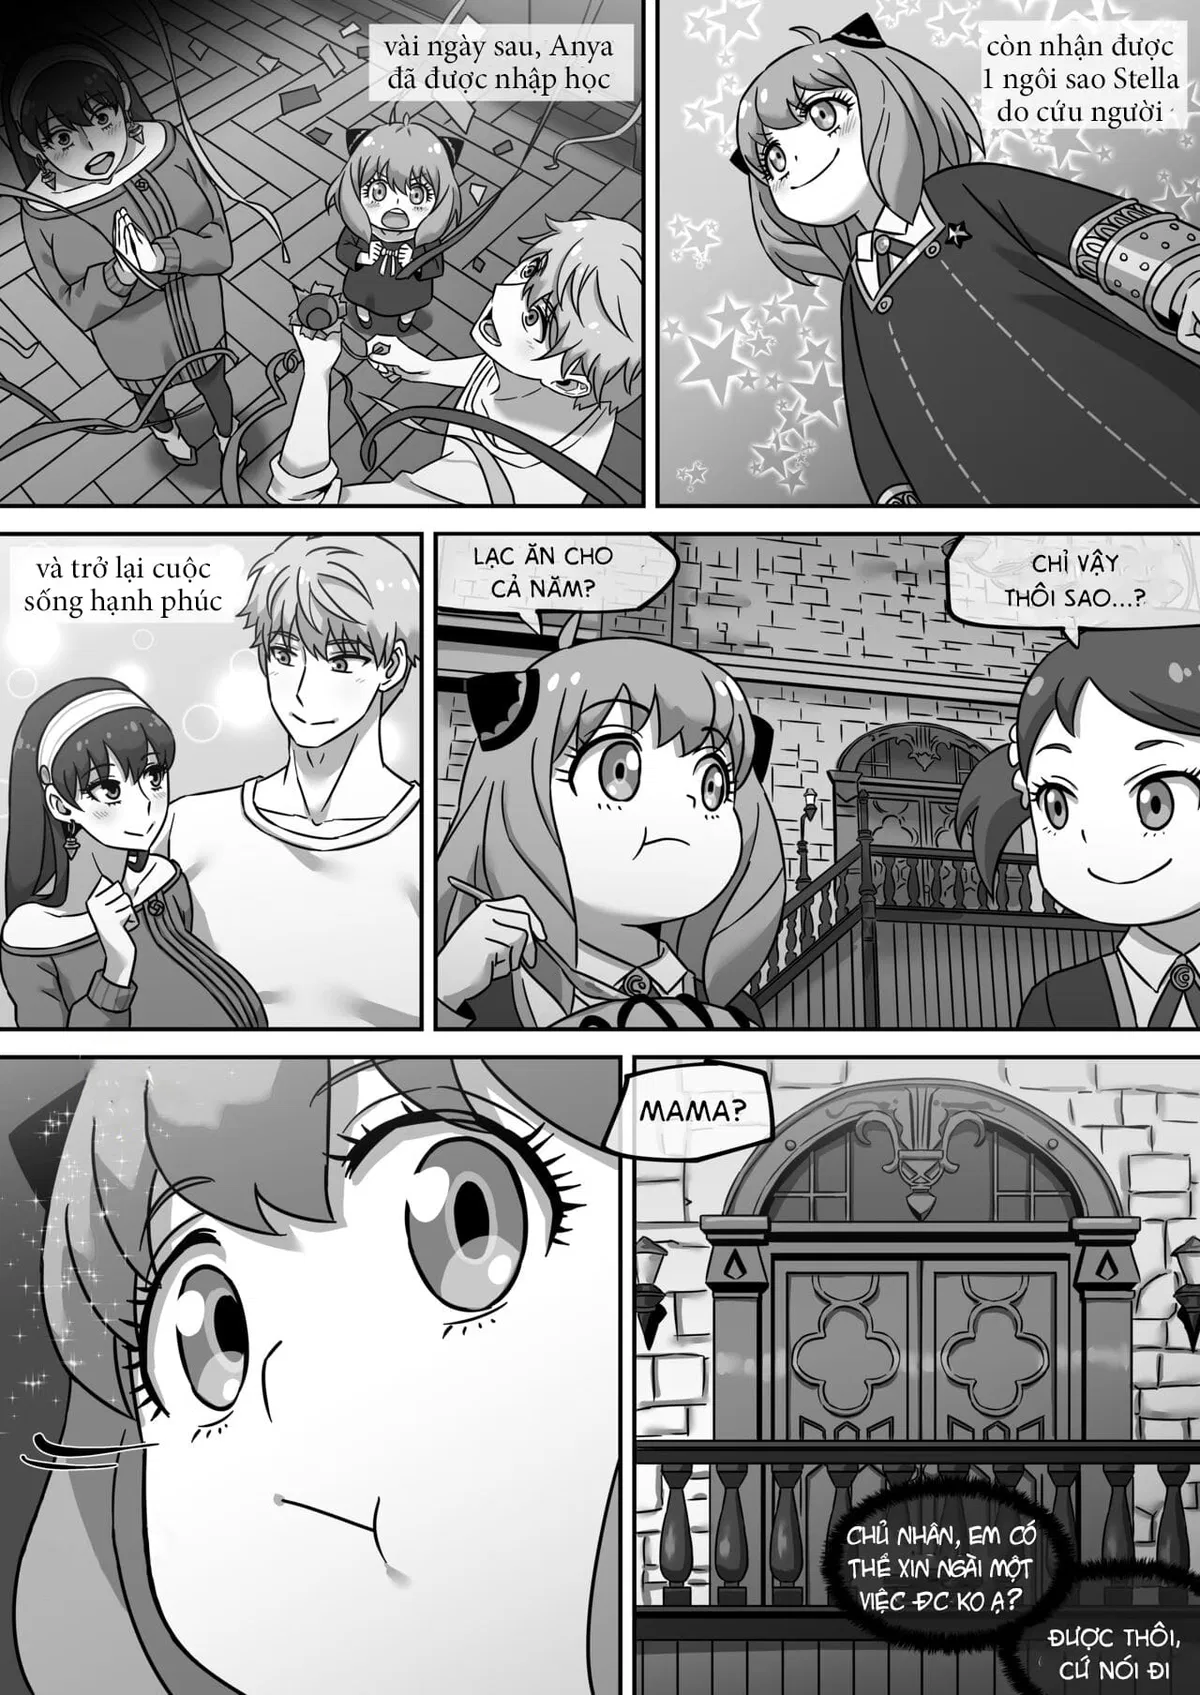 vài ngày sau, Anya
đã được nhập học
còn nhận được
1 ngôi sao Stella
do cứu người
và trở lại cuộc
sống hạnh phúc
LẠC ĂN CHO
CẢ NĂM?
CHỈ VẬY
THÔI SAO...?
MAMA?
CHỦ NHÂN, EM CÓ
THỂ XIN NGÀI MỘT
VIỆC ĐC KO Ạ?
ĐƯỢC THÔI,
CỨ NÓI ĐI